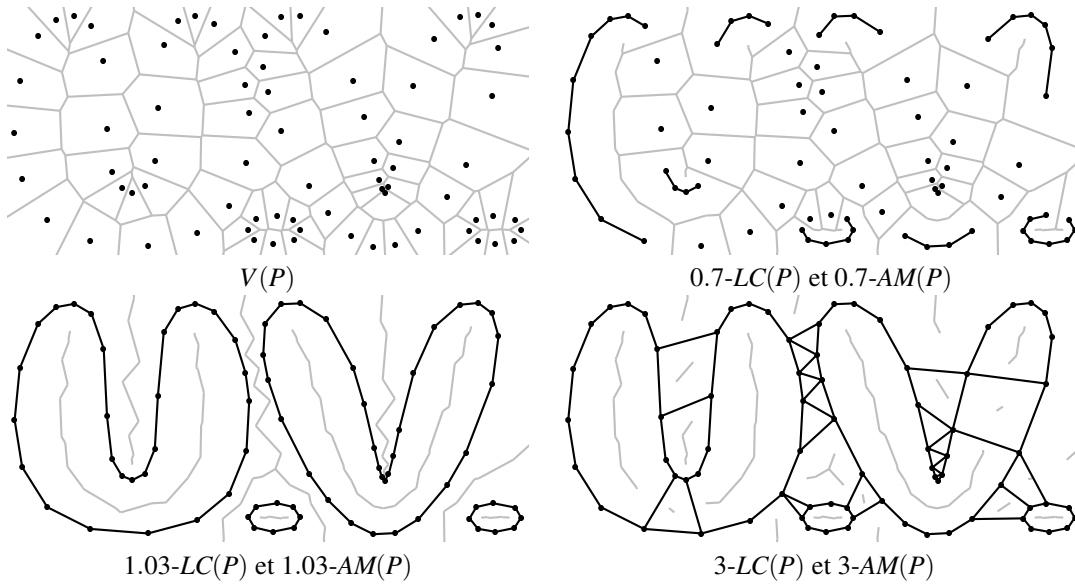 V(P)
0.7-LC(P) et 0.7-AM(P)
1.03-LC(P) et 1.03-AM(P)
3-LC(P) et 3-AM(P)